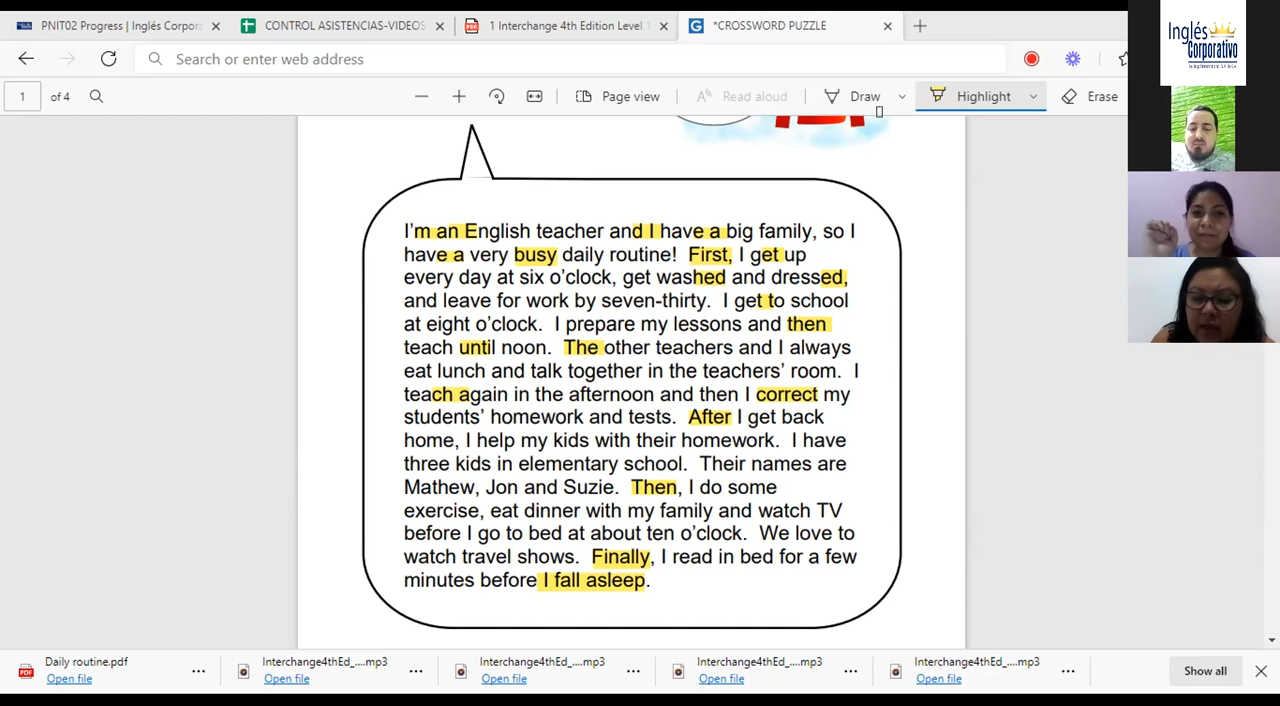 PNIT02 Progress | Inglés Corpora
CONTROL ASISTENCIAS-VIDEOS
1 Interchange 4th Edition Level 1
*CROSSWORD PUZZLE
Search or enter web address
1 of 4
Page view
Read aloud
Draw
Highlight
Erase
Inglés
Corporativo
I'm an English teacher and I have a big family, so I
have a very busy daily routine! First, I get up
every day at six o'clock, get washed and dressed,
and leave for work by seven-thirty. I get to school
at eight o'clock. I prepare my lessons and then
teach until noon. The other teachers and I always
eat lunch and talk together in the teachers' room. I
teach again in the afternoon and then I correct my
students' homework and tests. After I get back
home, I help my kids with their homework. I have
three kids in elementary school. Their names are
Mathew, Jon and Suzie. Then, I do some
exercise, eat dinner with my family and watch TV
before I go to bed at about ten o'clock. We love to
watch travel shows. Finally, I read in bed for a few
minutes before I fall asleep.
Daily routine.pdf
Open file
Interchange4thEd_....mp3
Open file
Interchange4thEd_....mp3
Open file
Interchange4thEd_....mp3
Open file
Interchange4thEd_....mp3
Open file
Show all